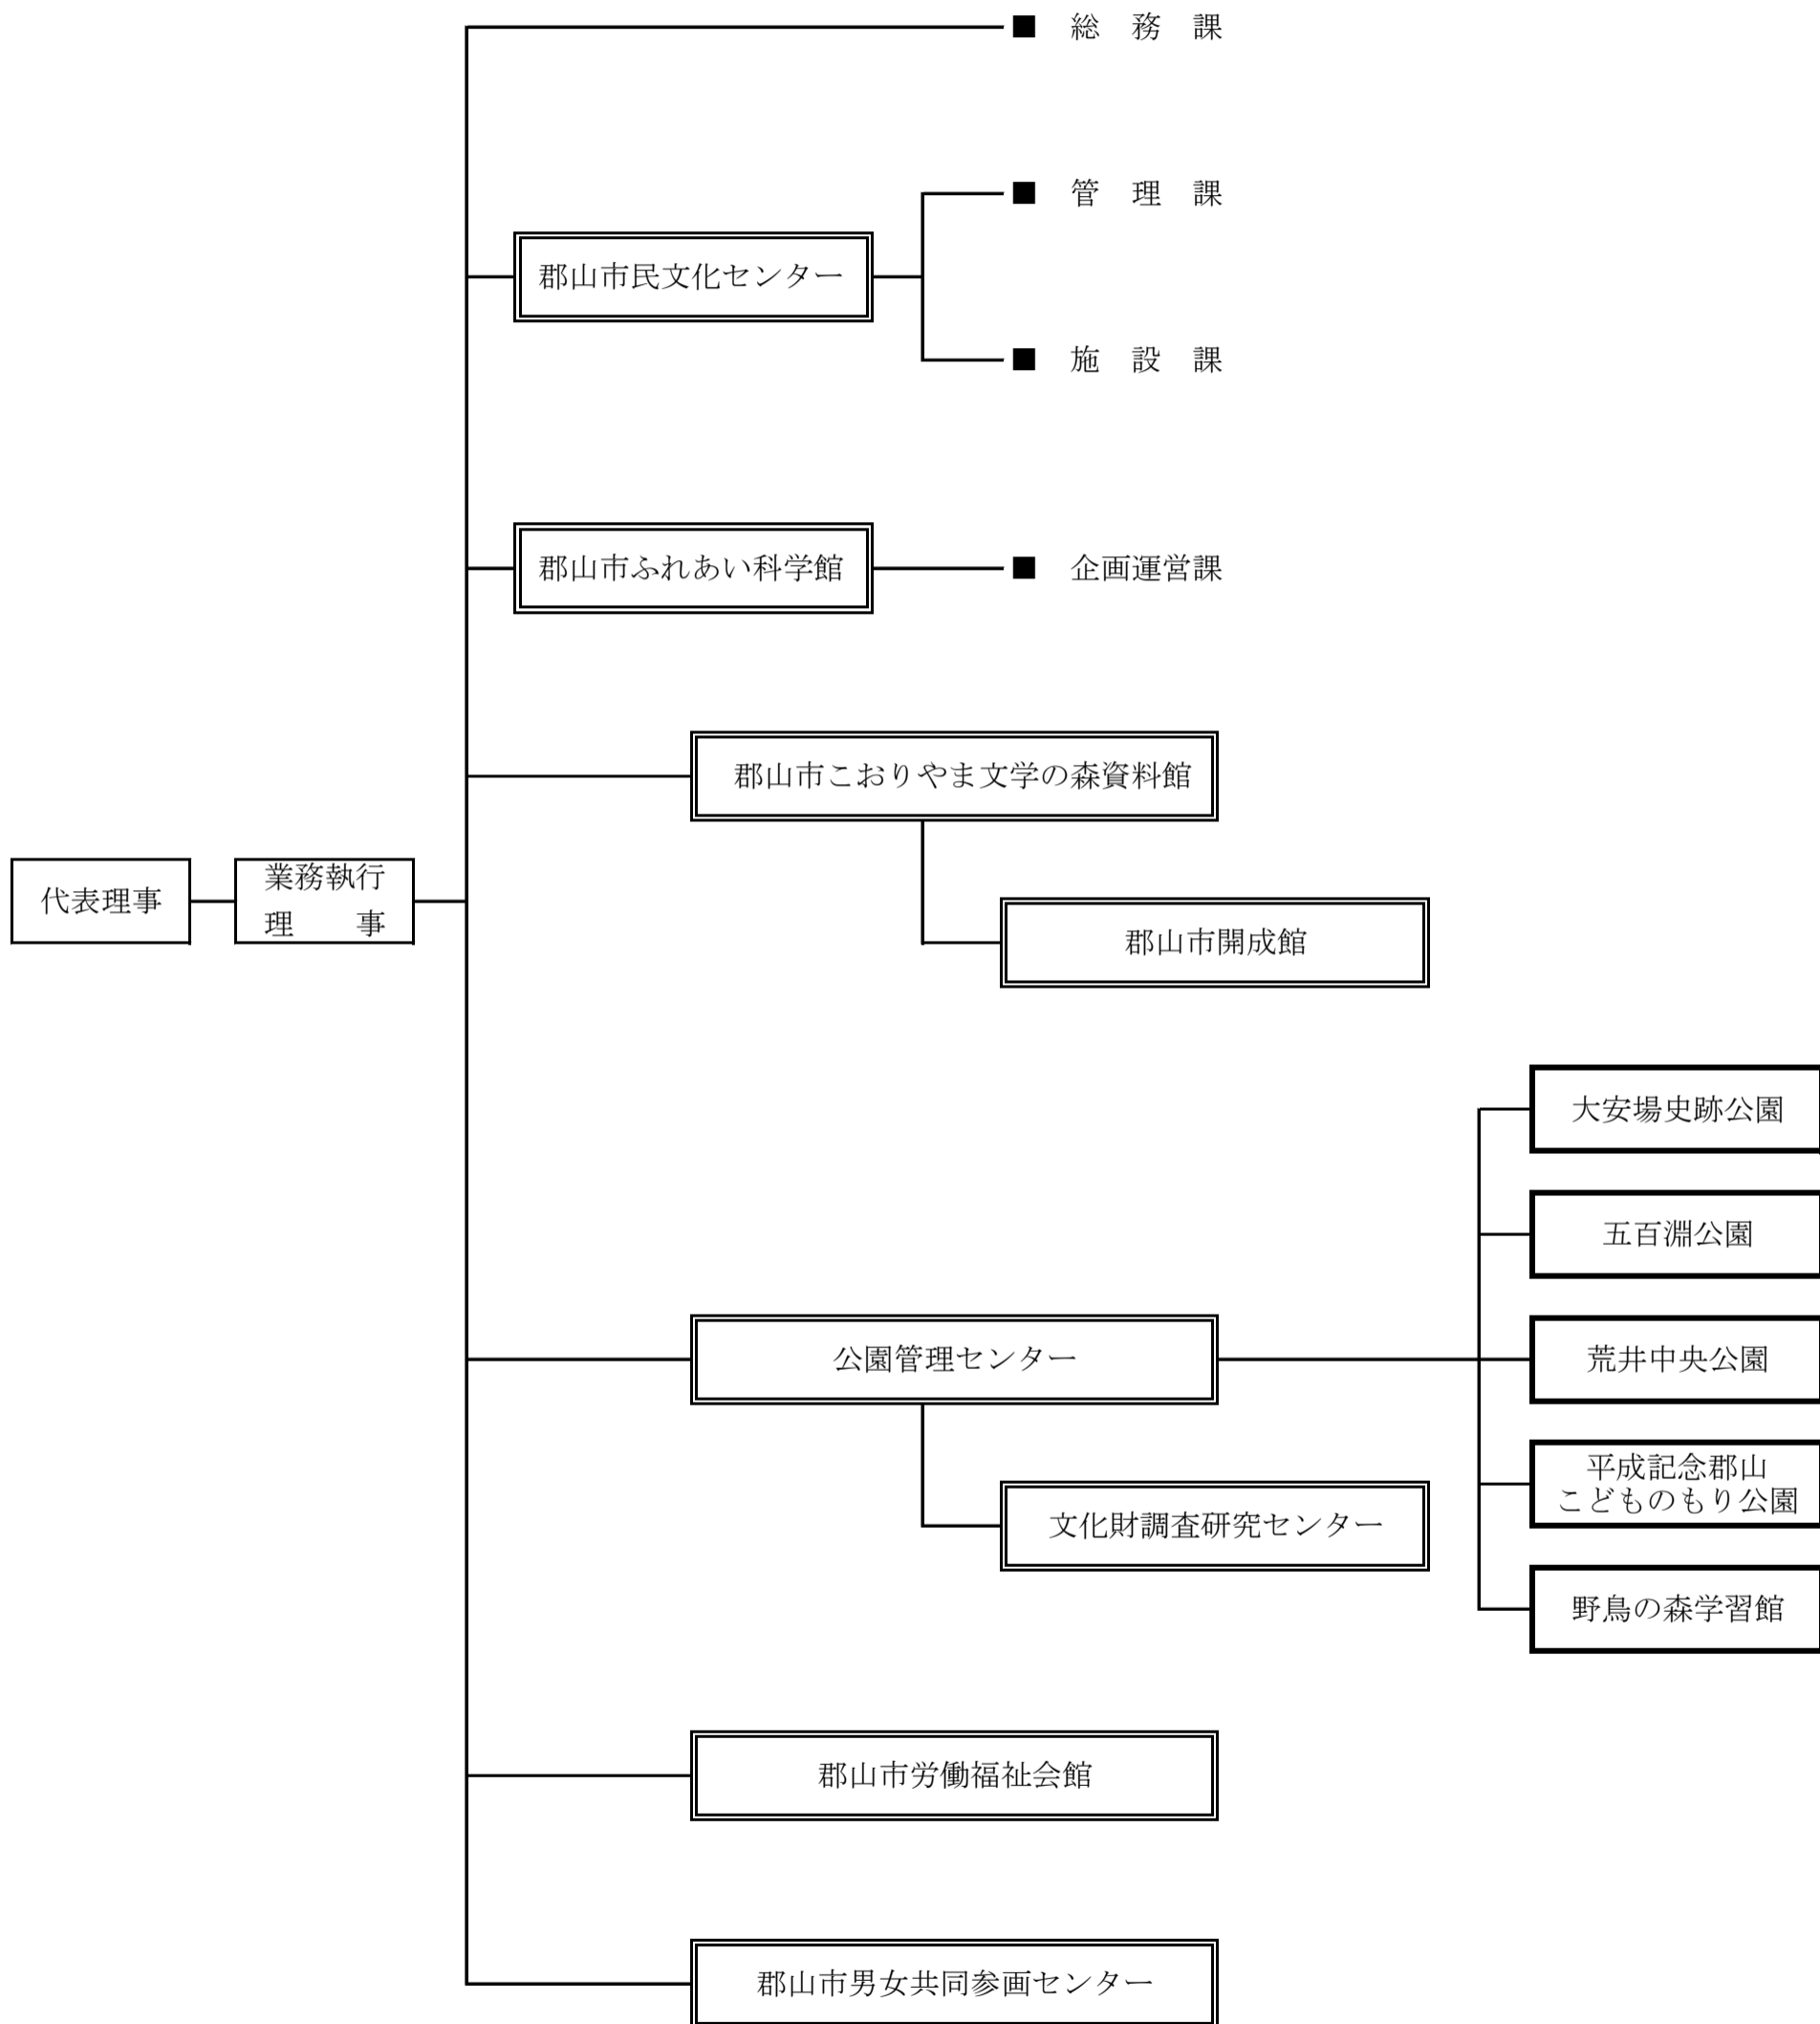 ■　総　務　課
■　管　理　課
郡山市民文化センター
■　施　設　課
郡山市ふれあい科学館
■　企画運営課
郡山市こおりやま文学の森資料館
代表理事
業務執行
理　　事
郡山市開成館
大安場史跡公園
五百淵公園
公園管理センター
荒井中央公園
平成記念郡山
こどものもり公園
文化財調査研究センター
野鳥の森学習館
郡山市労働福祉会館
郡山市男女共同参画センター